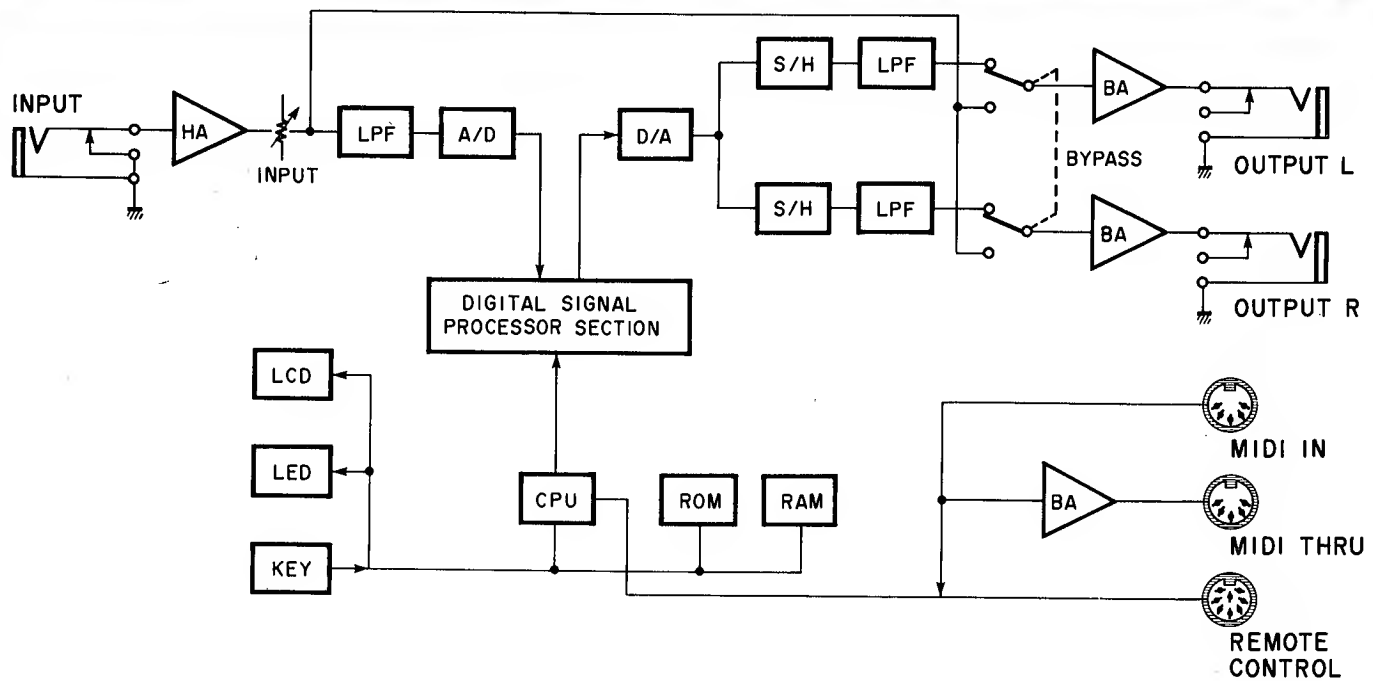 INPUT
HA
INPUT
LPF
A/D
D/A
S/H
LPF
BA
OUTPUT L
BYPASS
S/H
LPF
BA
OUTPUT R
DIGITAL SIGNAL
PROCESSOR SECTION
LCD
LED
KEY
CPU
ROM
RAM
MIDI IN
BA
MIDI THRU
REMOTE
CONTROL